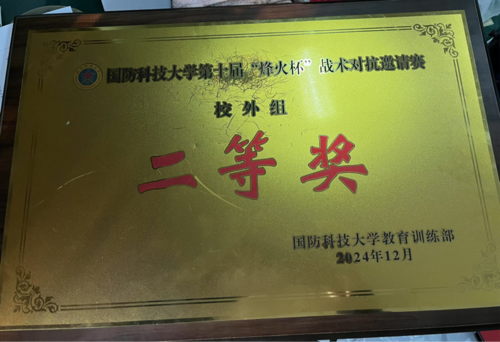 国防科技大学第十届“烽火杯”战术对抗邀请赛
校外组
二等奖
国防科技大学教育训练部
2024年12月